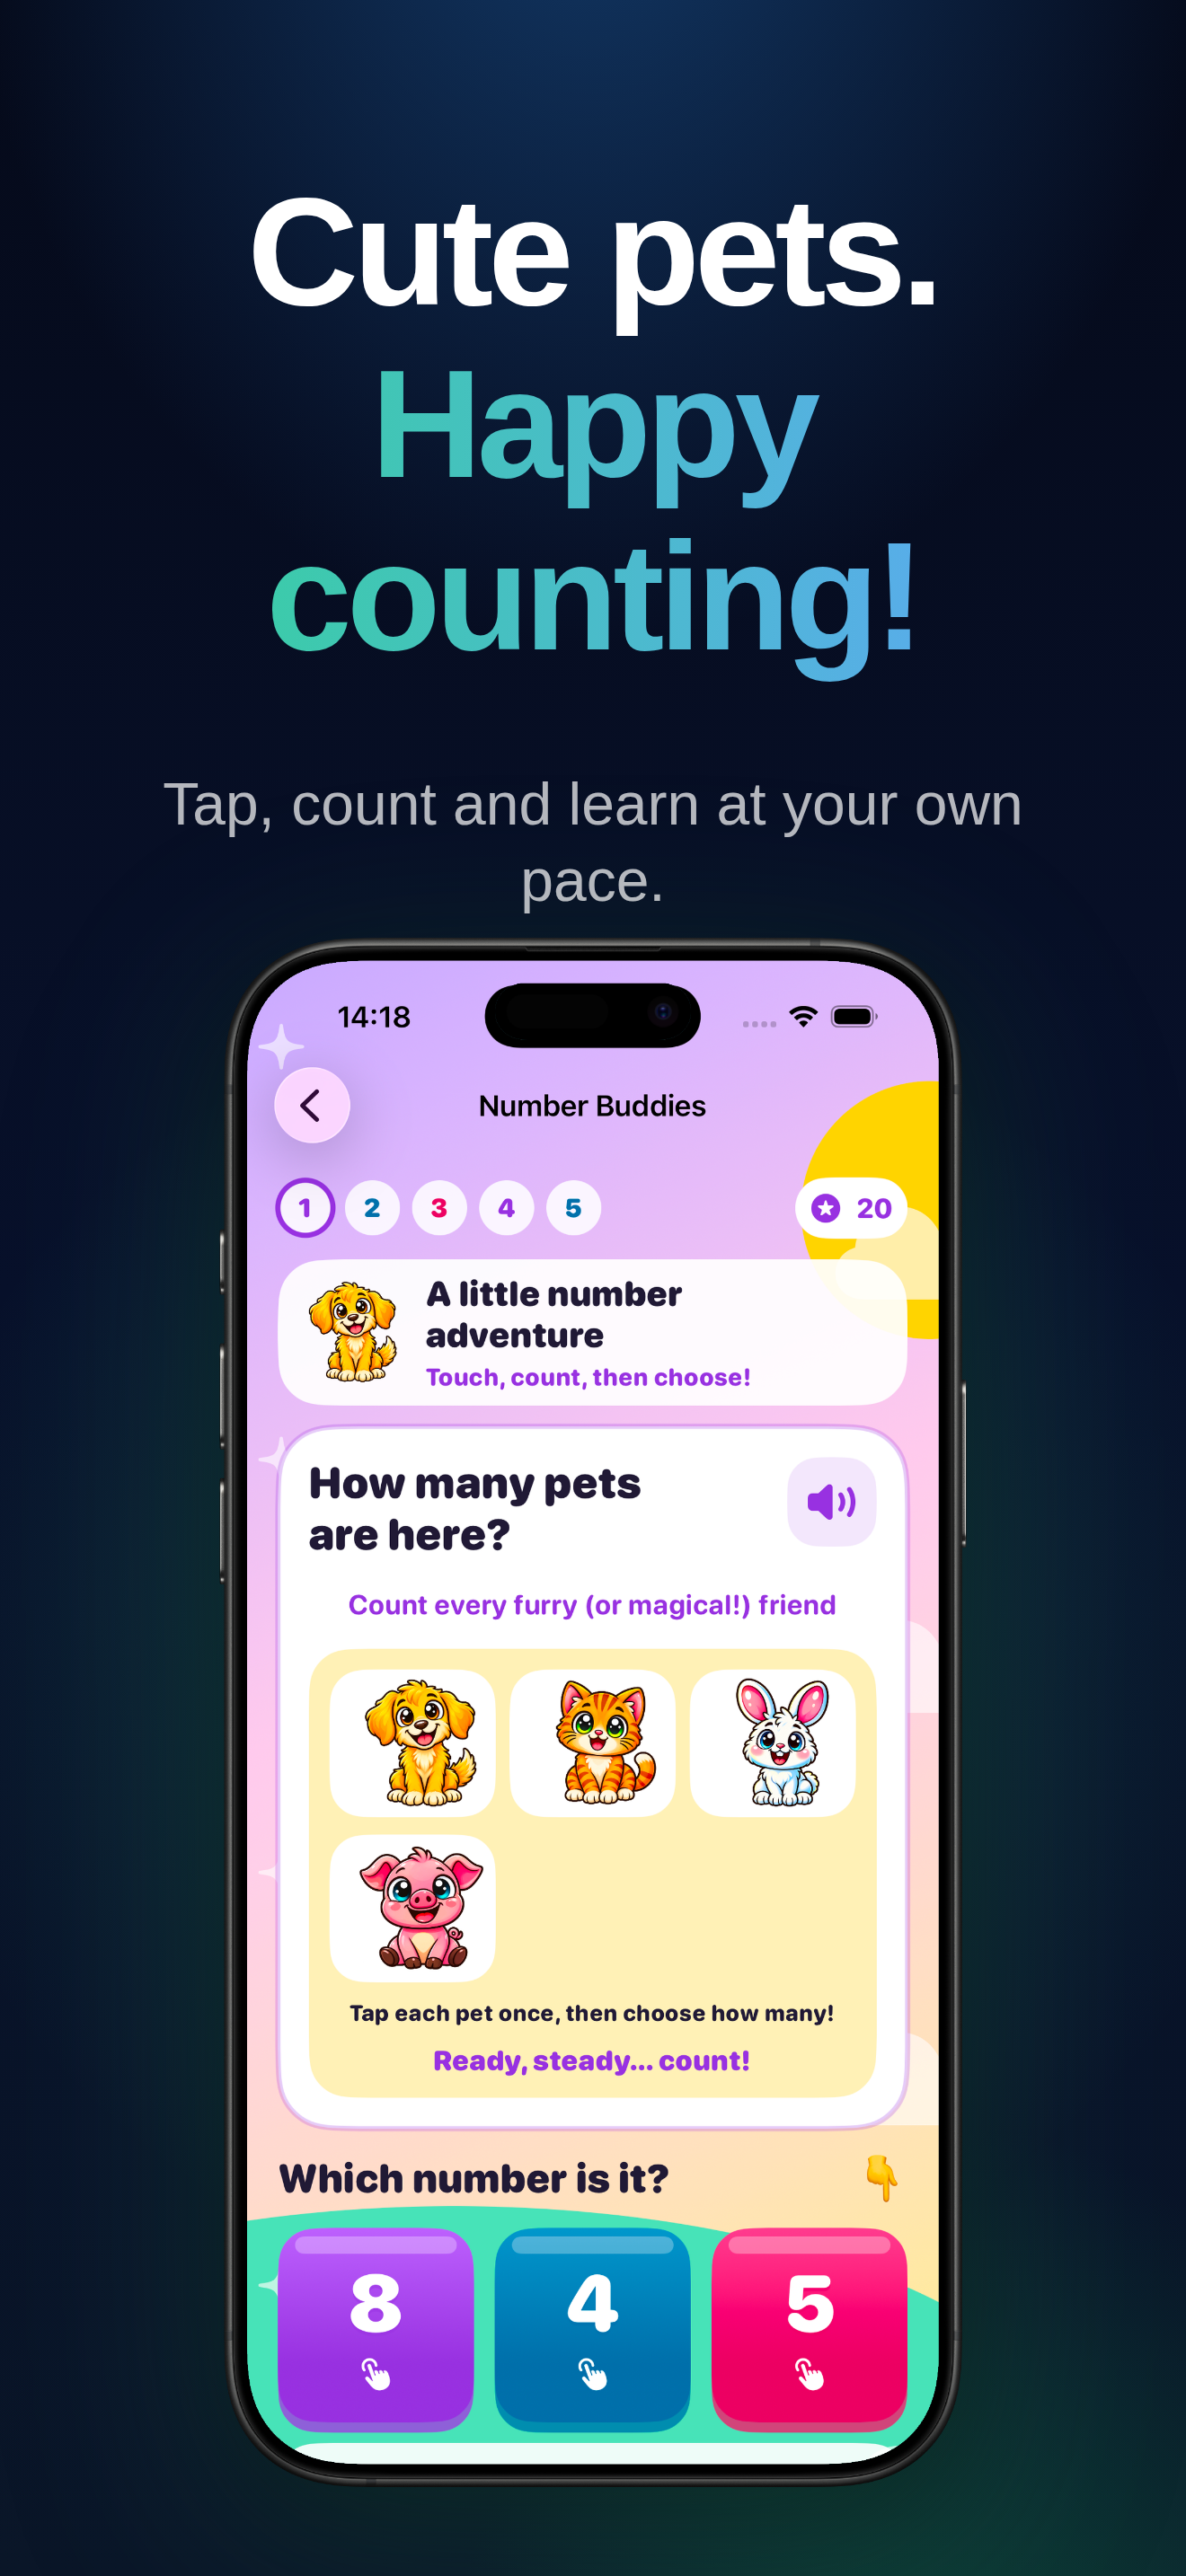 Cute pets.
Happy
counting!
Tap, count and learn at your own
pace.
14:18
Number Buddies
1 2 3 4 5 20
A little number
adventure
Touch, count, then choose!
How many pets
are here?
Count every furry (or magical!) friend
Tap each pet once, then choose how many!
Ready, steady... count!
Which number is it?
8 4 5